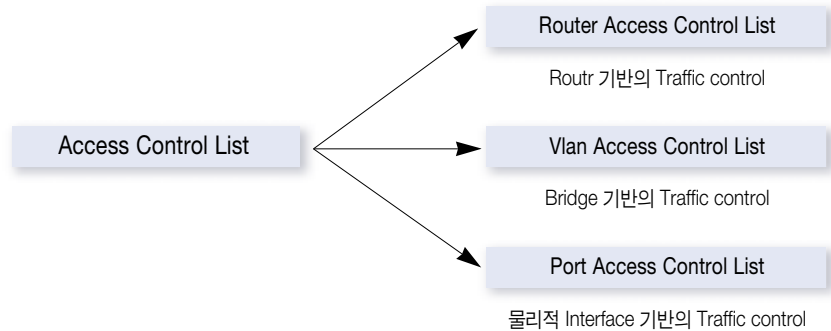 Access Control List
Router Access Control List
Routr 기반의 Traffic control
Vlan Access Control List
Bridge 기반의 Traffic control
Port Access Control List
물리적 Interface 기반의 Traffic control